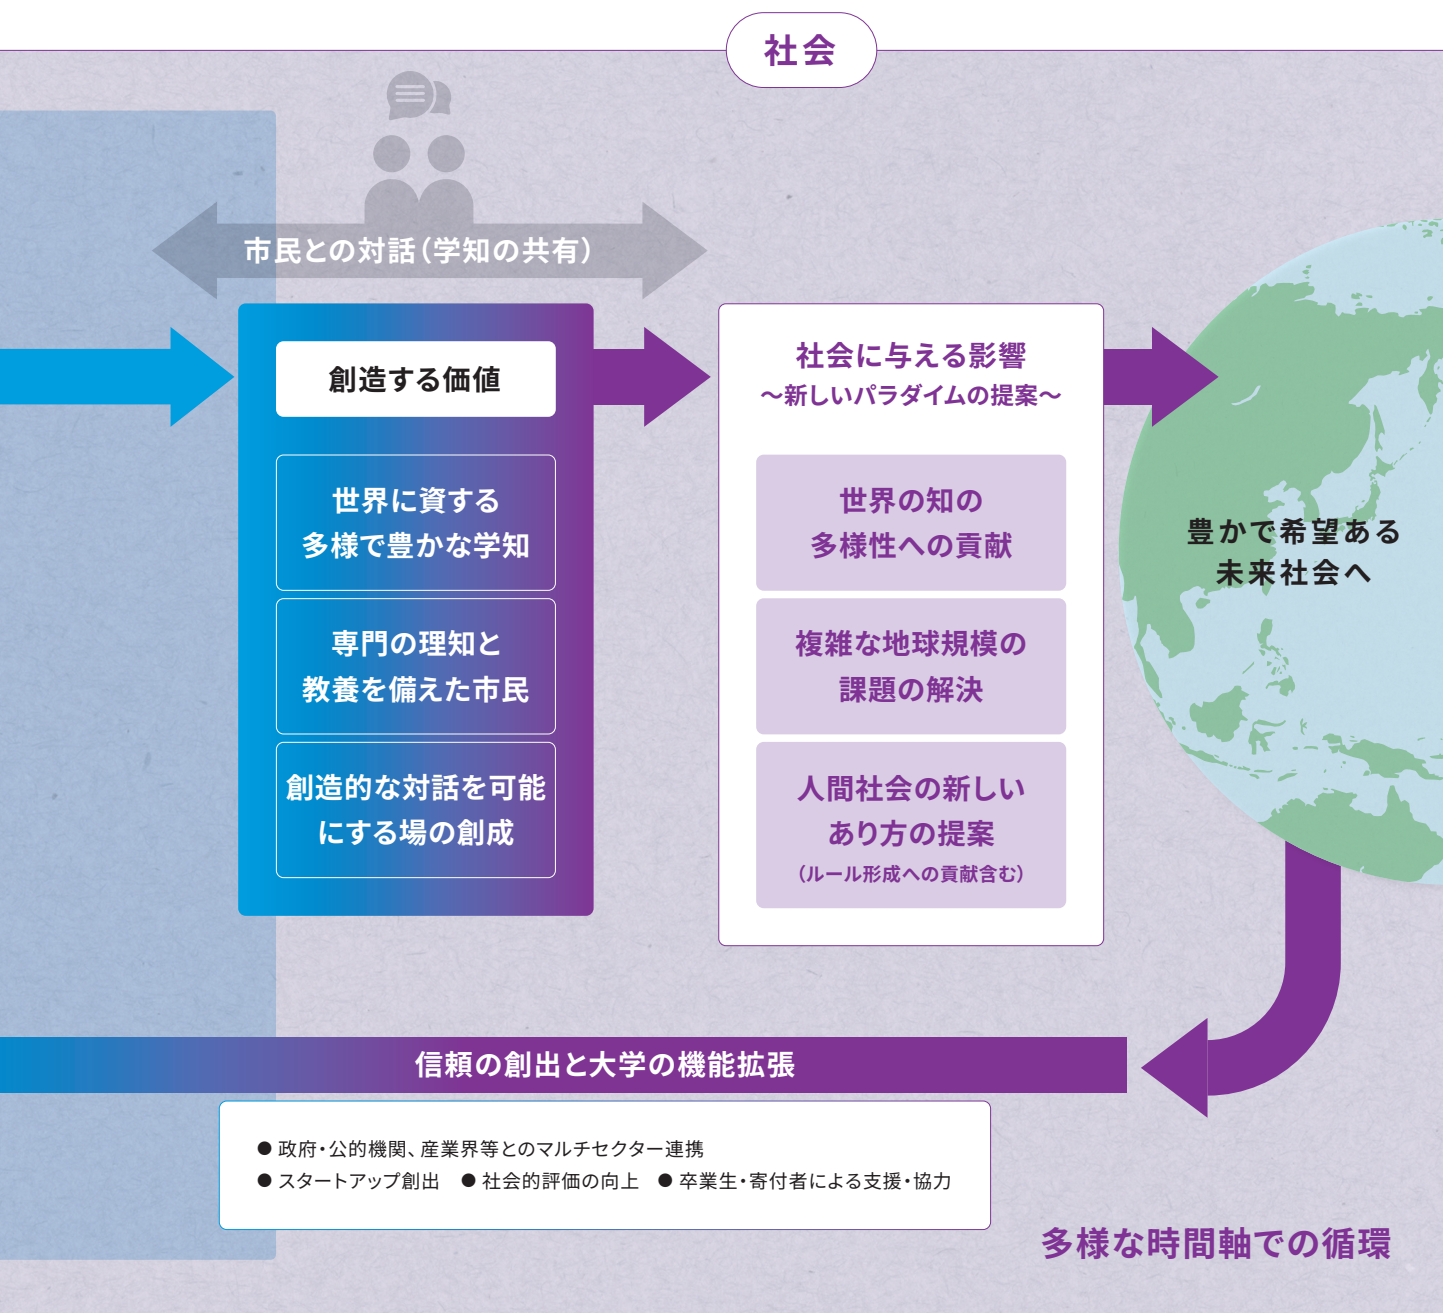 社会
市民との対話（学知の共有）
創造する価値
世界に資する
多様で豊かな学知
専門の理知と
教養を備えた市民
創造的な対話を可能
にする場の創成
社会に与える影響
～新しいパラダイムの提案～
世界の知の
多様性への貢献
複雑な地球規模の
課題の解決
人間社会の新しい
あり方の提案
（ルール形成への貢献含む）
豊かで希望ある
未来社会へ
信頼の創出と大学の機能拡張
● 政府・公的機関、産業界等とのマルチセクター連携
● スタートアップ創出 ● 社会的評価の向上 ● 卒業生・寄付者による支援・協力
多様な時間軸での循環